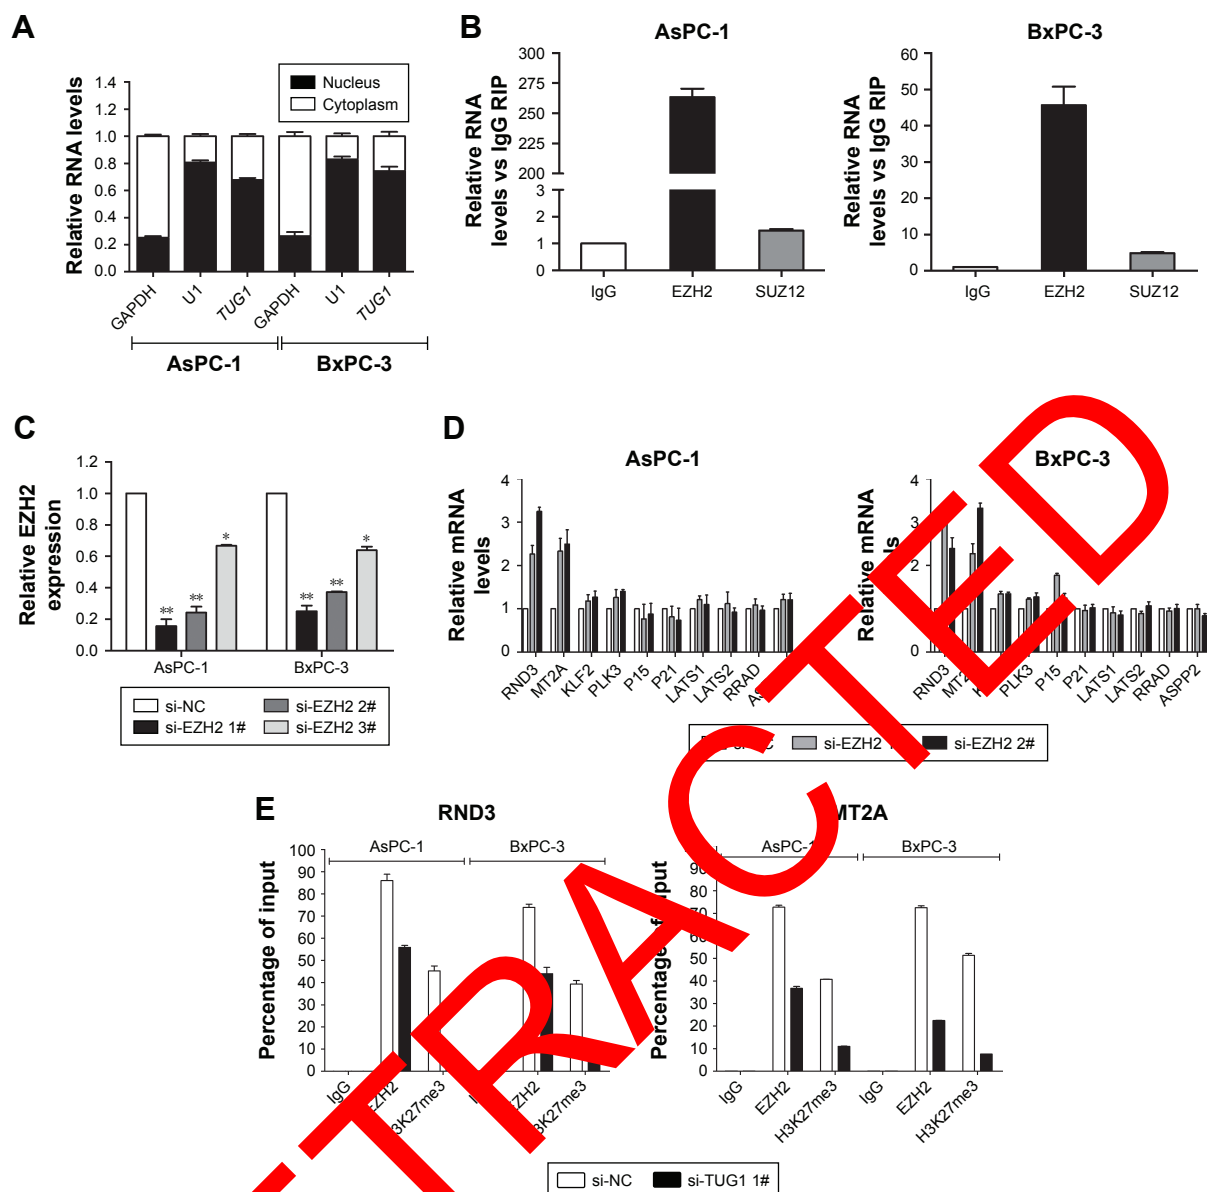 A
Relative RNA levels
1.4
1.2
1.0
0.8
0.6
0.4
0.2
0.0
Nucleus
Cytoplasm
GAPDH
U1
TUG1
GAPDH
U1
TUG1
AsPC-1
BxPC-3
B
AsPC-1
Relative RNA
levels vs IgG RIP
300
275
250
225
200
3
2
1
0
IgG
EZH2
SUZ12
BxPC-3
Relative RNA
levels vs IgG RIP
60
50
40
30
20
10
0
IgG
EZH2
SUZ12
C
Relative EZH2
expression
1.2
1.0
0.8
0.6
0.4
0.2
0.0
**
**
*
**
**
*
AsPC-1
BxPC-3
si-NC
si-EZH2 1#
si-EZH2 2#
si-EZH2 3#
D
AsPC-1
Relative mRNA
levels
4
3
2
1
0
RND3
MT2A
KLF2
PLK3
P15
P21
LATS1
LATS2
RRAD
BxPC-3
Relative mRNA
4
2
1
0
RND3
PLK3
P15
P21
LATS1
LATS2
RRAD
ASPP2
si-EZH2
si-EZH2 2#
E
RND3
Percentage of input
100
90
80
70
60
50
40
30
20
10
0
AsPC-1
BxPC-3
IgG
EZH2
H3K27me3
MT2A
Percentage of input
80
70
50
40
30
20
10
0
AsPC-1
BxPC-3
IgG
EZH2
H3K27me3
IgG
EZH2
H3K27me3
si-NC
si-TUG1 1#
TRACTED